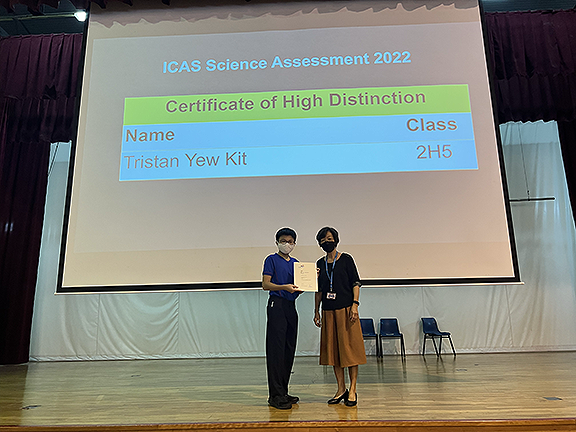 ICAS Science Assessment 2022
Certificate of High Distinction
Name Class
Tristan Yew Kit 2H5